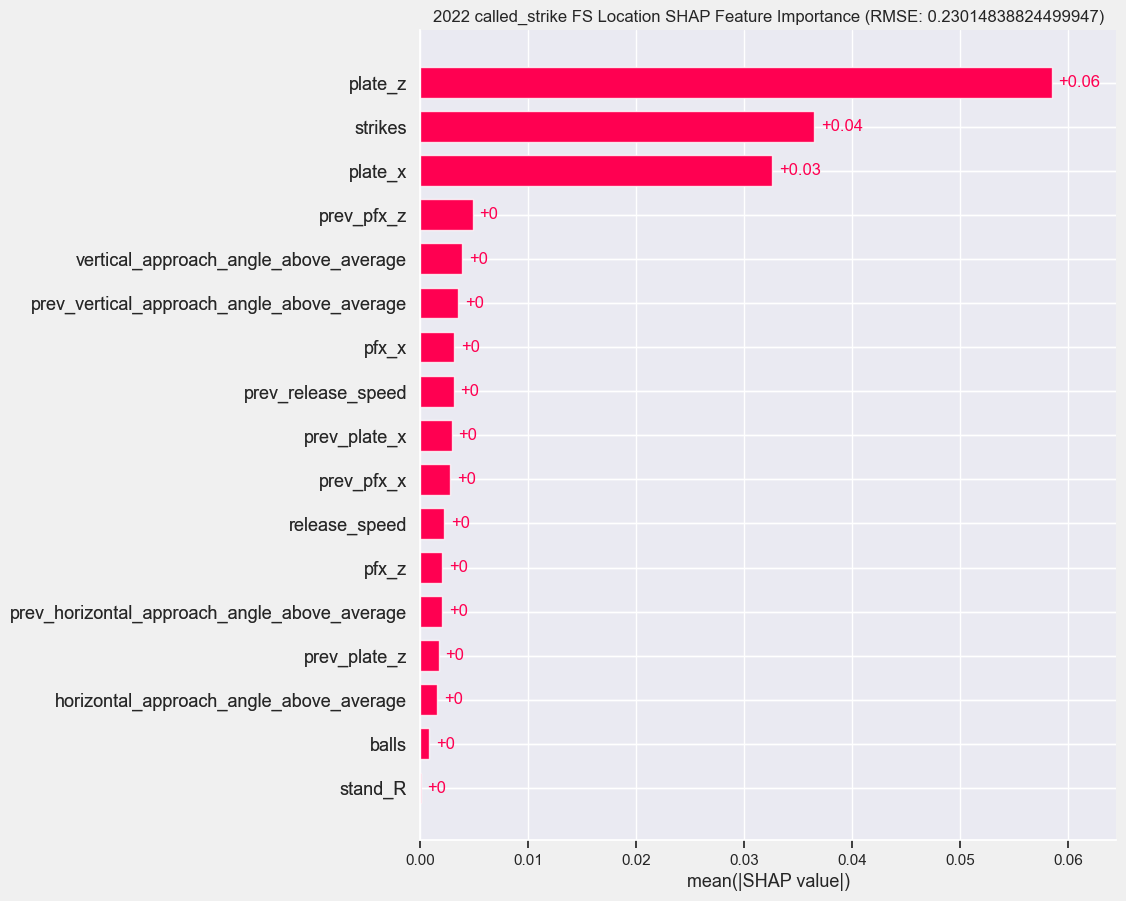 2022 called_strike FS Location SHAP Feature Importance (RMSE: 0.23014838824499947)
plate_z +0.06
strikes +0.04
plate_x +0.03
prev_pfx_z +0
vertical_approach_angle_above_average +0
prev_vertical_approach_angle_above_average +0
pfx_x +0
prev_release_speed +0
prev_plate_x +0
prev_pfx_x +0
release_speed +0
pfx_z +0
prev_horizontal_approach_angle_above_average +0
prev_plate_z +0
horizontal_approach_angle_above_average +0
balls +0
stand_R +0
0.00 0.01 0.02 0.03 0.04 0.05 0.06
mean(|SHAP value|)